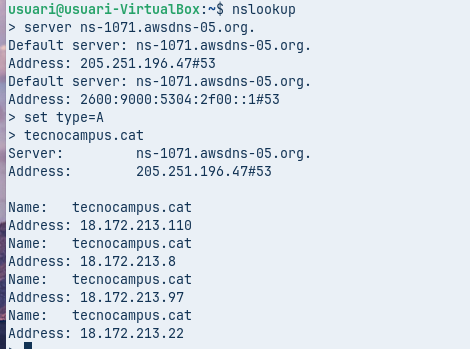 usuari@usuari-VirtualBox:~$ nslookup
> server ns-1071.awsdns-05.org.
Default server: ns-1071.awsdns-05.org.
Address: 205.251.196.47#53
Default server: ns-1071.awsdns-05.org.
Address: 2600:9000:5304:2f00::1#53
> set type=A
> tecnocampus.cat
Server:         ns-1071.awsdns-05.org.
Address:        205.251.196.47#53

Name:   tecnocampus.cat
Address: 18.172.213.110
Name:   tecnocampus.cat
Address: 18.172.213.8
Name:   tecnocampus.cat
Address: 18.172.213.97
Name:   tecnocampus.cat
Address: 18.172.213.22
>